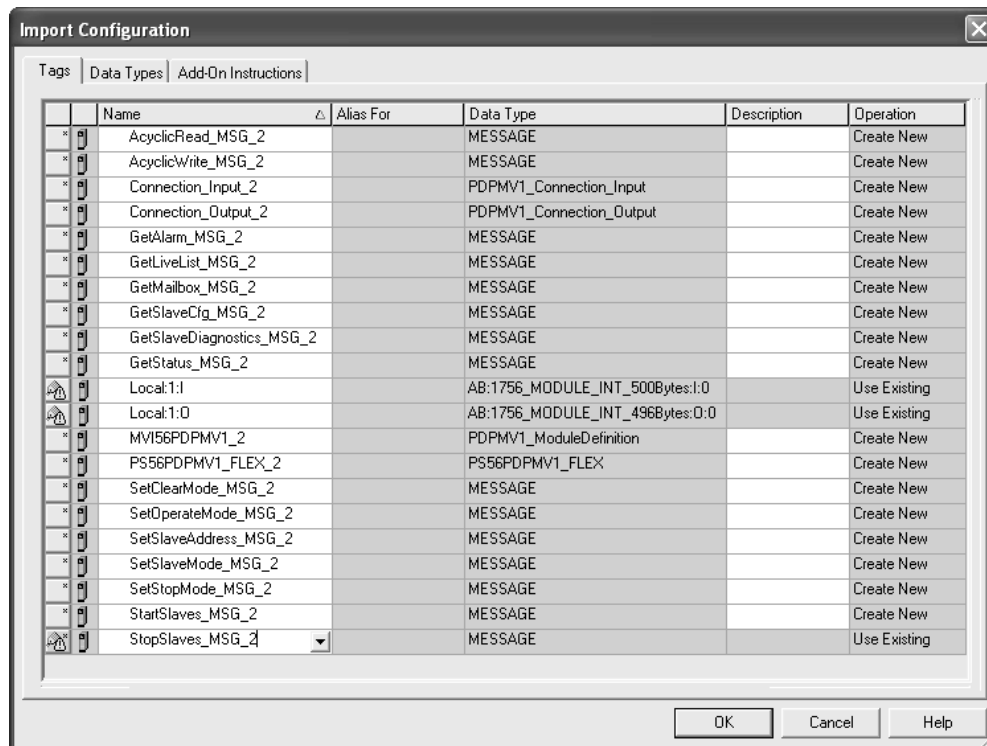 Import Configuration
Tags Data Types Add-On Instructions
Name Alias For Data Type Description Operation
AcyclicRead_MSG_2 MESSAGE Create New
AcyclicWrite_MSG_2 MESSAGE Create New
Connection_Input_2 PDPMV1_Connection_Input Create New
Connection_Output_2 PDPMV1_Connection_Output Create New
GetAlarm_MSG_2 MESSAGE Create New
GetLiveList_MSG_2 MESSAGE Create New
GetMailbox_MSG_2 MESSAGE Create New
GetSlaveCfg_MSG_2 MESSAGE Create New
GetSlaveDiagnostics_MSG_2 MESSAGE Create New
GetStatus_MSG_2 MESSAGE Create New
Local:1:I AB:1756_MODULE_INT_500Bytes:I:0 Use Existing
Local:1:O AB:1756_MODULE_INT_496Bytes:O:0 Use Existing
MVI56PDPMV1_2 PDPMV1_ModuleDefinition Create New
PS56PDPMV1_FLEX_2 PS56PDPMV1_FLEX Create New
SetClearMode_MSG_2 MESSAGE Create New
SetOperateMode_MSG_2 MESSAGE Create New
SetSlaveAddress_MSG_2 MESSAGE Create New
SetSlaveMode_MSG_2 MESSAGE Create New
SetStopMode_MSG_2 MESSAGE Create New
StartSlaves_MSG_2 MESSAGE Create New
StopSlaves_MSG_2 MESSAGE Use Existing
OK Cancel Help